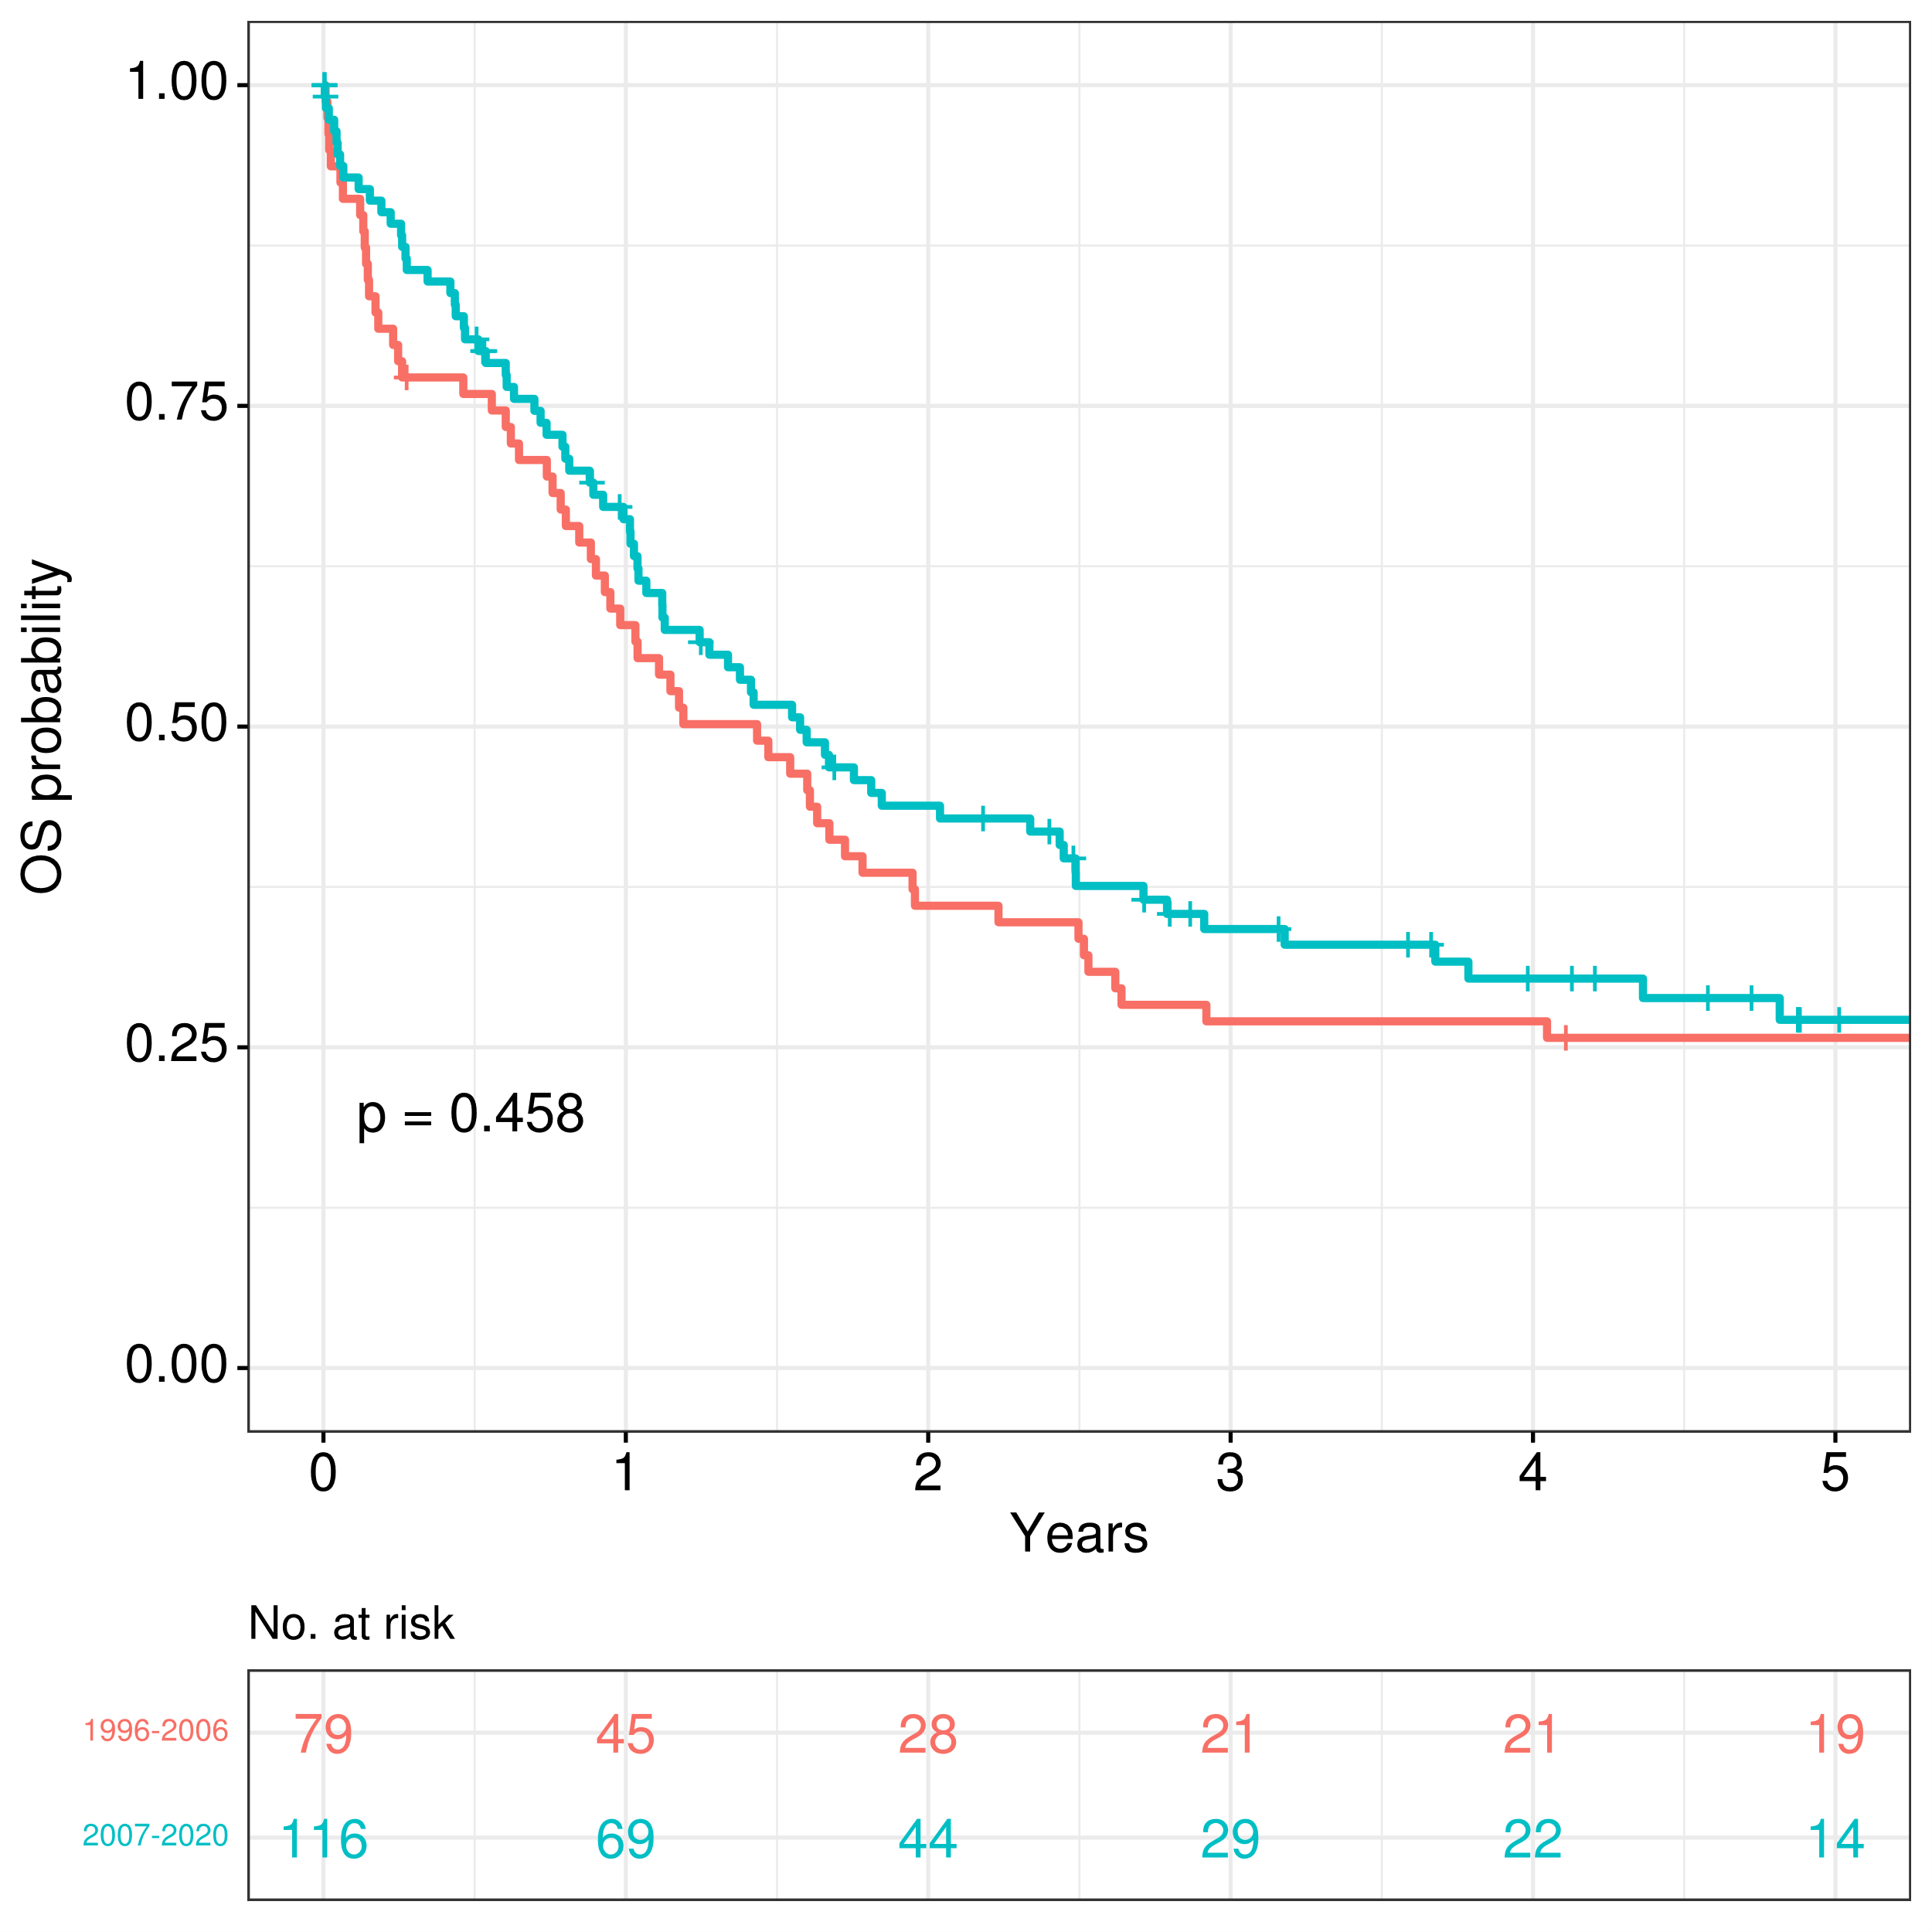 1.00
0.75
0.50
0.25
0.00
OS probability
p = 0.458
0 1 2 3 4 5
Years
No. at risk
1996-2006 79 45 28 21 21 19
2007-2020 116 69 44 29 22 14